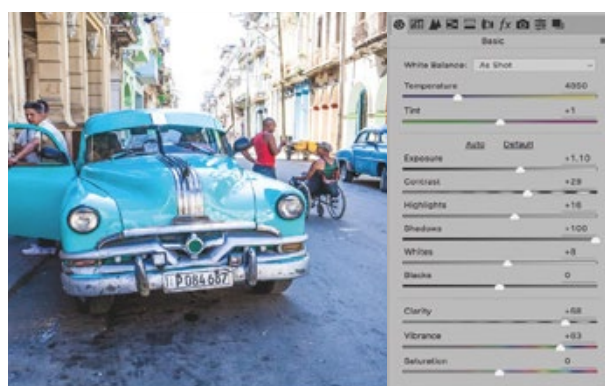 P 084 687
fx
Basic
White Balance: As Shot
Temperature 4950
Tint +1
Auto Default
Exposure +1.10
Contrast +29
Highlights +16
Shadows +100
Whites +8
Blacks 0
Clarity +68
Vibrance +63
Saturation 0